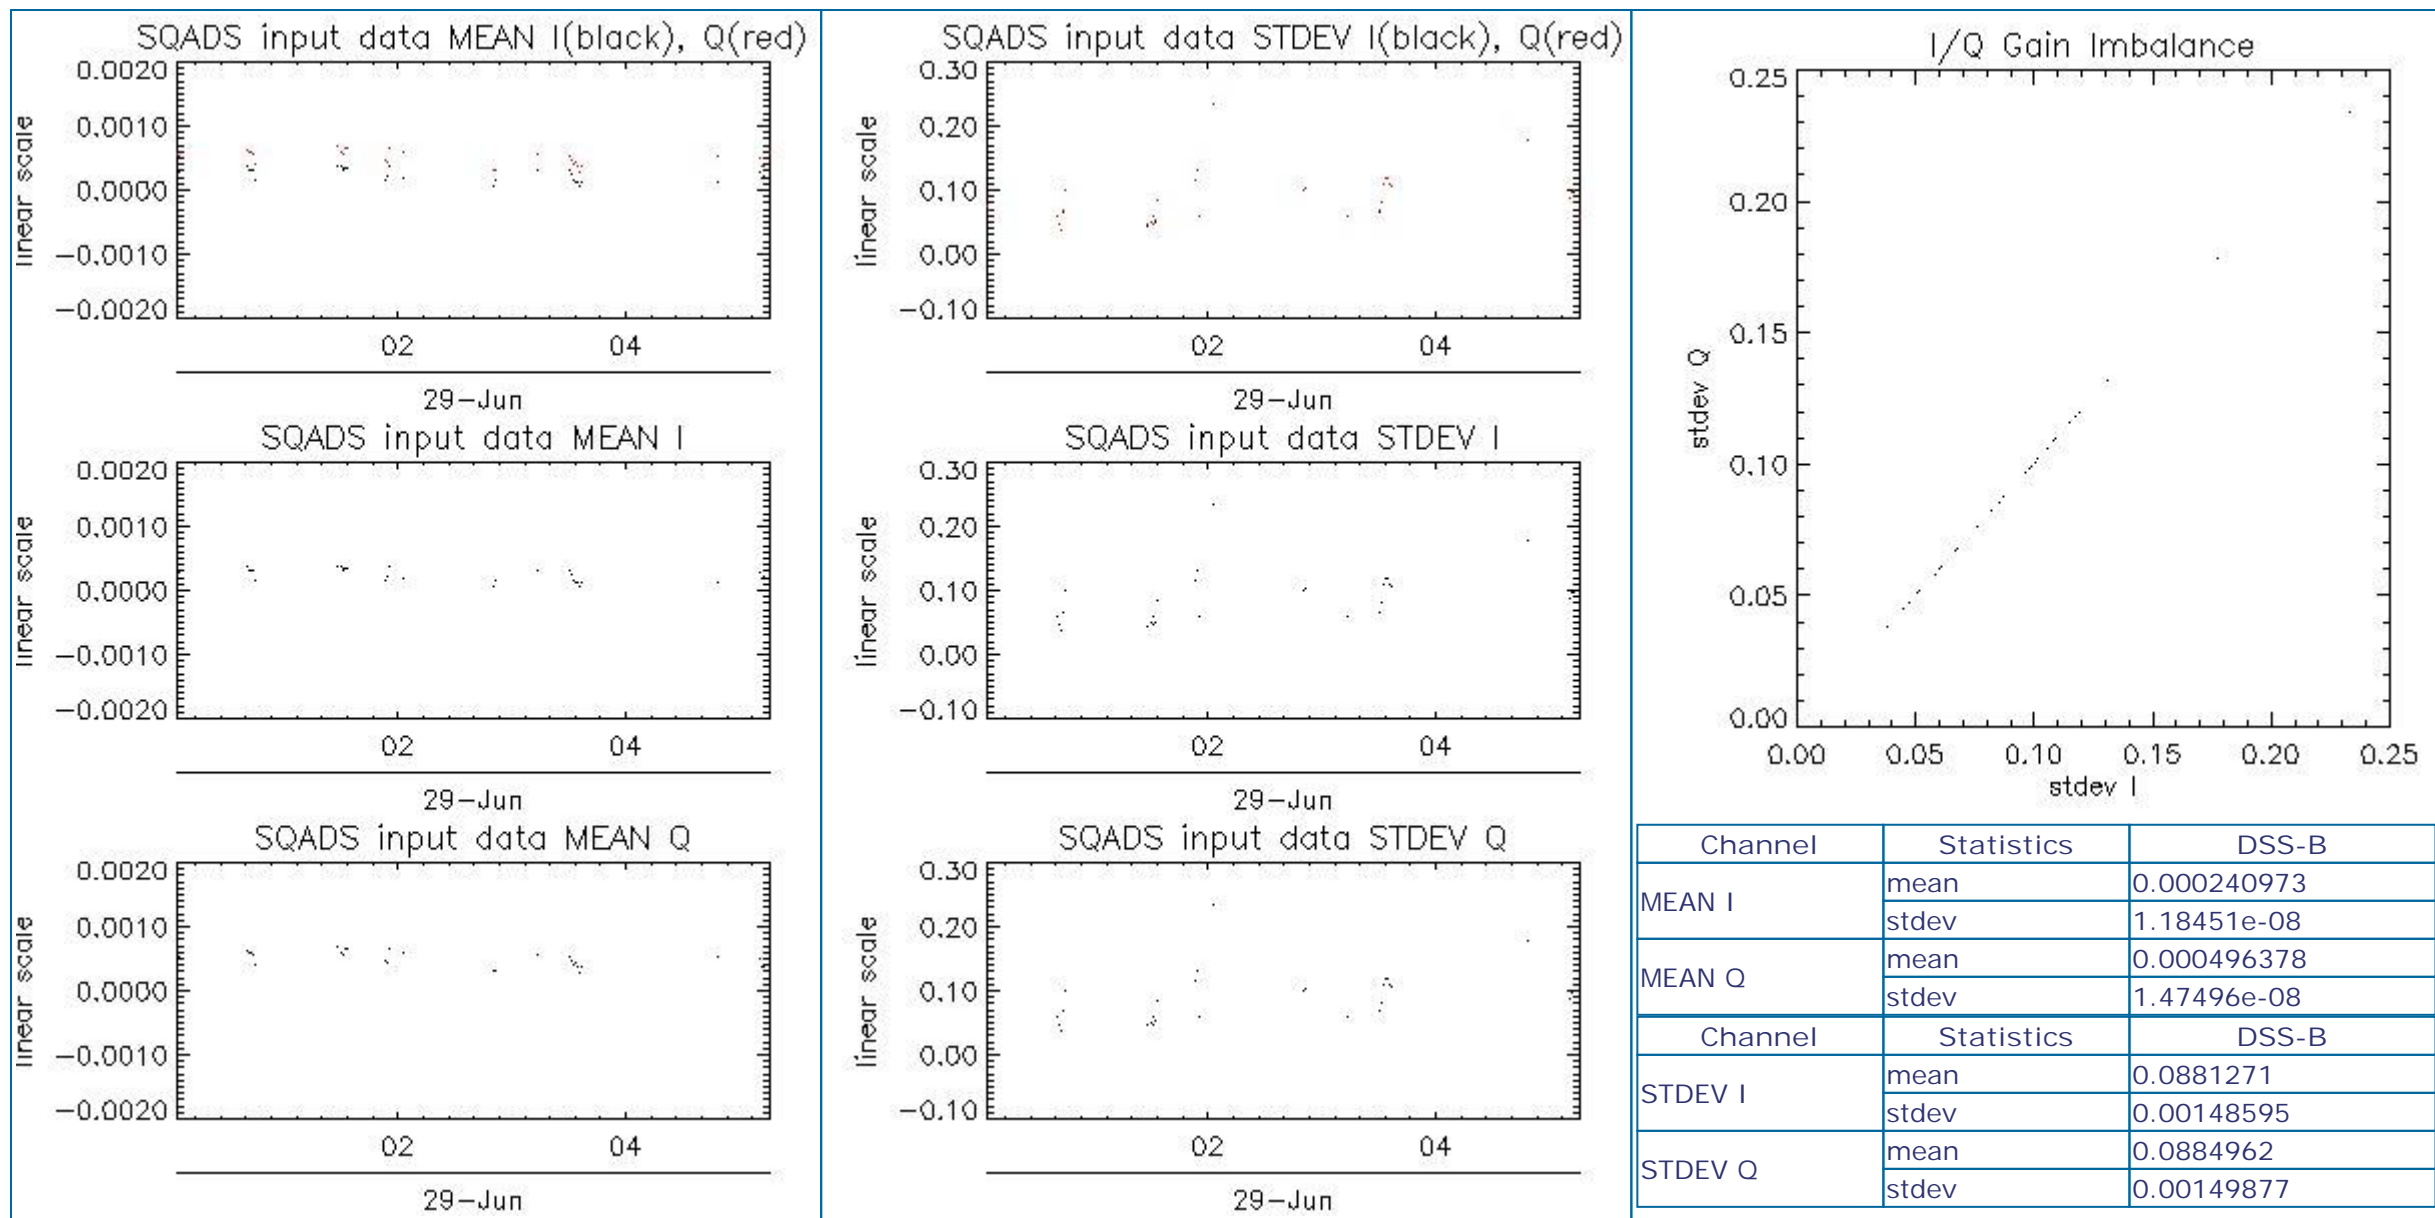 SQADS input data MEAN I(black), Q(red)
0.0020
0.0010
0.0000
-0.0010
-0.0020
linear scale
02 04
29-Jun
SQADS input data MEAN I
0.0020
0.0010
0.0000
-0.0010
-0.0020
linear scale
02 04
29-Jun
SQADS input data MEAN Q
0.0020
0.0010
0.0000
-0.0010
-0.0020
linear scale
02 04
29-Jun
SQADS input data STDEV I(black), Q(red)
0.30
0.20
0.10
0.00
-0.10
linear scale
02 04
29-Jun
SQADS input data STDEV I
0.30
0.20
0.10
0.00
-0.10
linear scale
02 04
29-Jun
SQADS input data STDEV Q
0.30
0.20
0.10
0.00
-0.10
linear scale
02 04
29-Jun
I/Q Gain Imbalance
0.25
0.20
0.15
0.10
0.05
0.00
stdev Q
0.00 0.05 0.10 0.15 0.20 0.25
stdev I
Channel Statistics DSS-B
MEAN I mean 0.000240973
stdev 1.18451e-08
MEAN Q mean 0.000496378
stdev 1.47496e-08
Channel Statistics DSS-B
STDEV I mean 0.0881271
stdev 0.00148595
STDEV Q mean 0.0884962
stdev 0.00149877